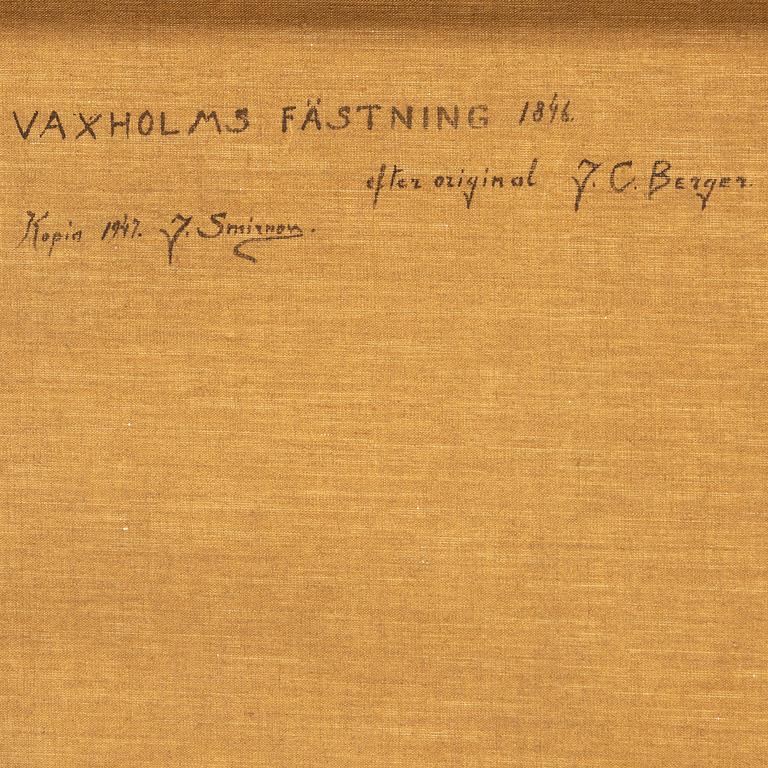 VAXHOLMS FÄSTNING 1846.
efter original J. C. Berger.
Kopia 1947. J. Smirnov.